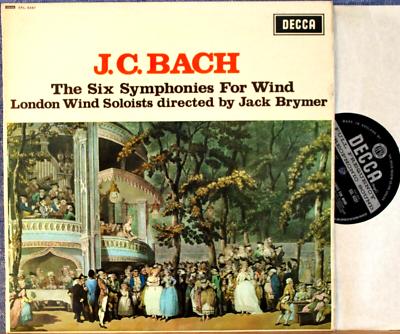 DECCA
J.C. BACH
The Six Symphonies For Wind
London Wind Soloists directed by Jack Brymer
DECCA